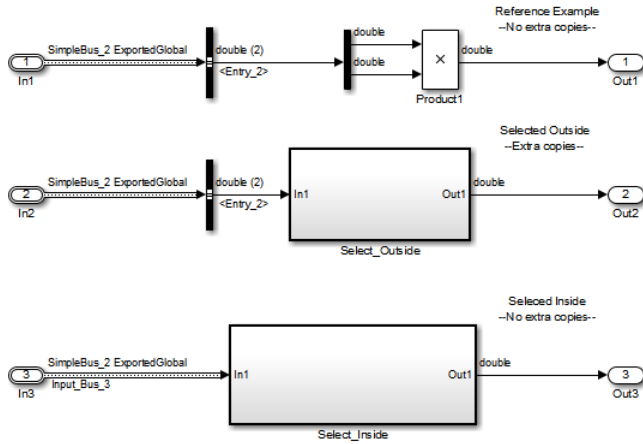 Reference Example
--No extra copies--
SimpleBus_2 ExportedGlobal
1
In1
double (2)
<Entry_2>
double
double
×
Product1
double
1
Out1
Selected Outside
--Extra copies--
SimpleBus_2 ExportedGlobal
2
In2
double (2)
<Entry_2>
In1
Out1
Select_Outside
double
2
Out2
Seleced Inside
--No extra copies--
SimpleBus_2 ExportedGlobal
Input_Bus_3
3
In3
In1
Out1
Select_Inside
double
3
Out3